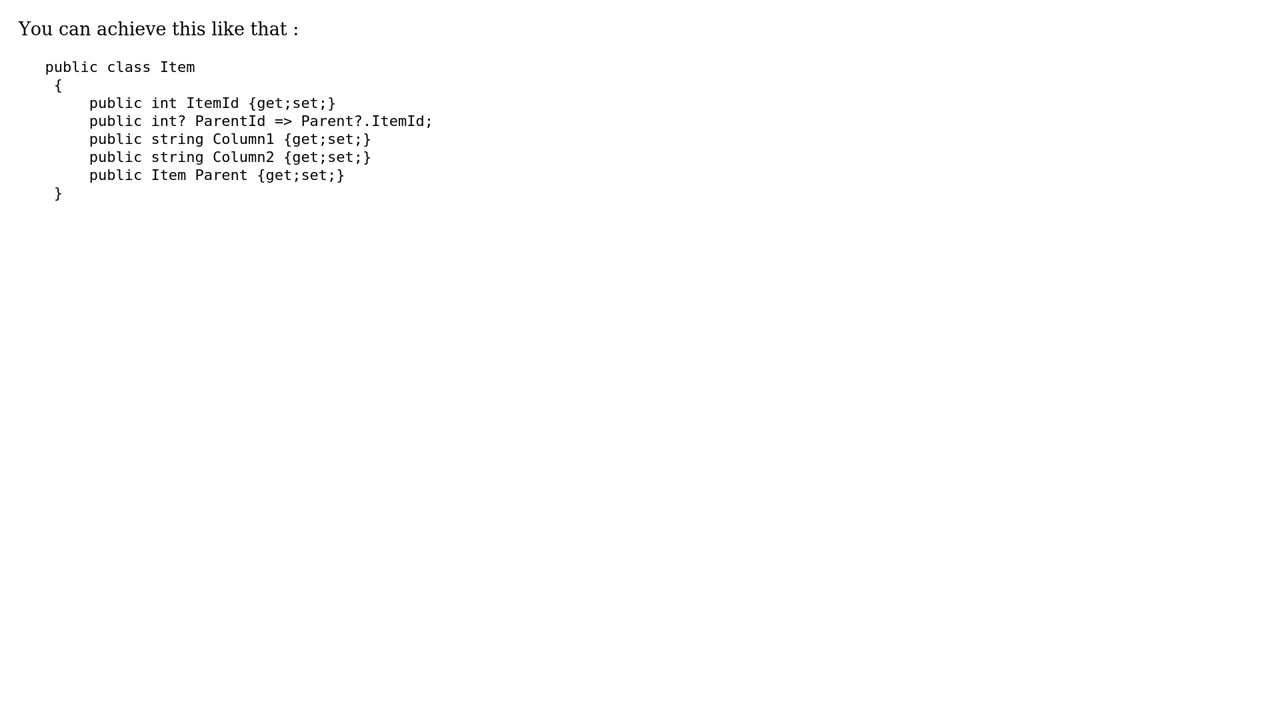 You can achieve this like that :
public class Item
{
public int ItemId {get;set;}
public int? ParentId => Parent?.ItemId;
public string Column1 {get;set;}
public string Column2 {get;set;}
public Item Parent {get;set;}
}